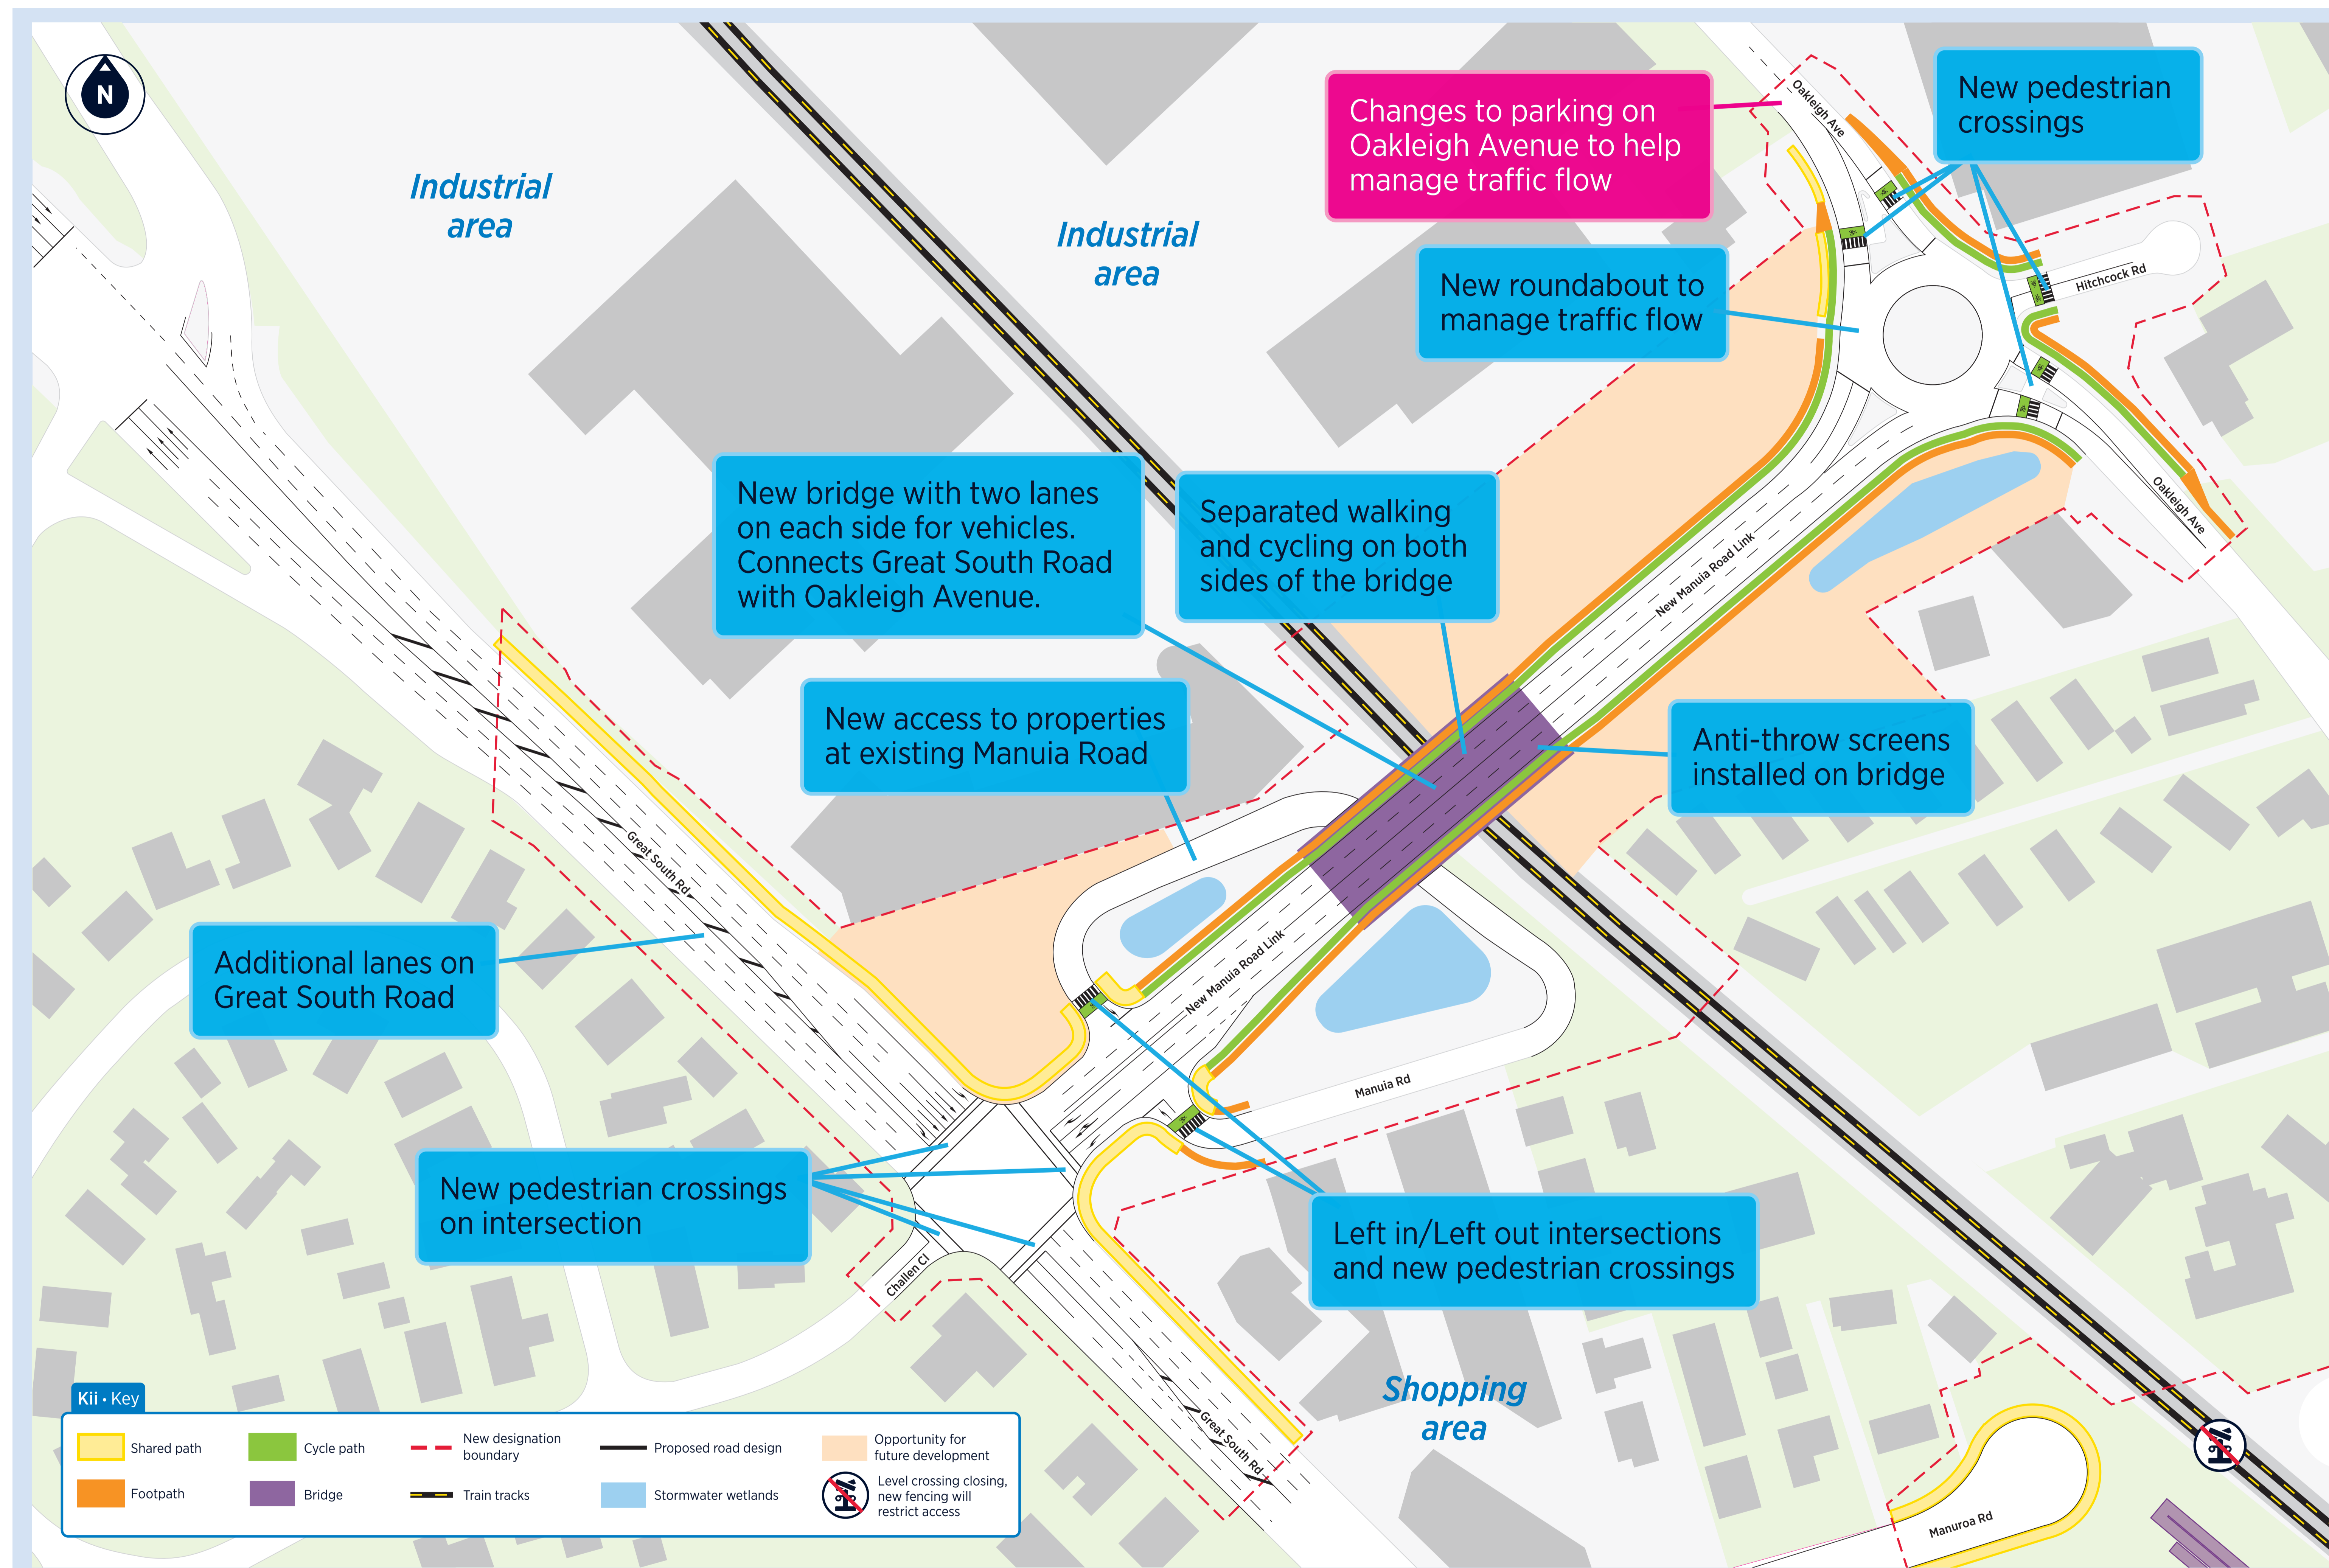 N
Industrial
area
Industrial
area
Changes to parking on
Oakleigh Avenue to help
manage traffic flow
Oakleigh Ave
New pedestrian
crossings
New roundabout to
manage traffic flow
Hitchcock Rd
Oakleigh Ave
New bridge with two lanes
on each side for vehicles.
Connects Great South Road
with Oakleigh Avenue.
Separated walking
and cycling on both
sides of the bridge
New Manuia Road Link
New access to properties
at existing Manuia Road
Anti-throw screens
installed on bridge
Great South Rd
Additional lanes on
Great South Road
New Manuia Road Link
Manuia Rd
New pedestrian crossings
on intersection
Challen Cl
Left in/Left out intersections
and new pedestrian crossings
Shopping
area
Great South Rd
Manuroa Rd
Kii • Key
Shared path
Cycle path
New designation
boundary
Proposed road design
Opportunity for
future development
Footpath
Bridge
Train tracks
Stormwater wetlands
Level crossing closing,
new fencing will
restrict access